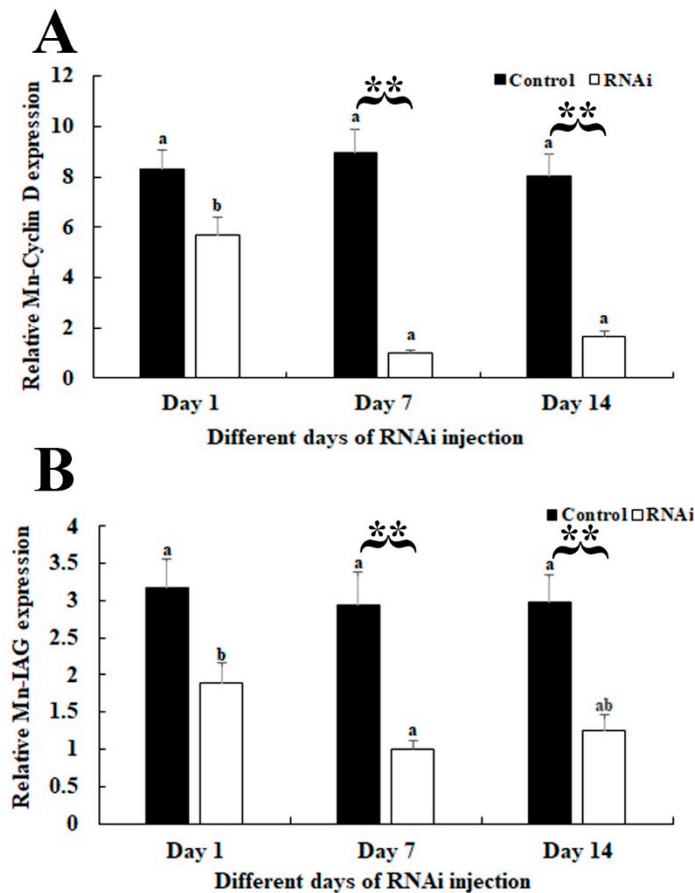 A
Relative Mn-Cyclin D expression
12
10
8
6
4
2
0
Control RNAi
**
**
a
b
a
a
a
a
Day 1 Day 7 Day 14
Different days of RNAi injection
B
Relative Mn-IAG expression
4
3.5
3
2.5
2
1.5
1
0.5
0
Control RNAi
**
**
a
b
a
a
a
ab
Day 1 Day 7 Day 14
Different days of RNAi injection